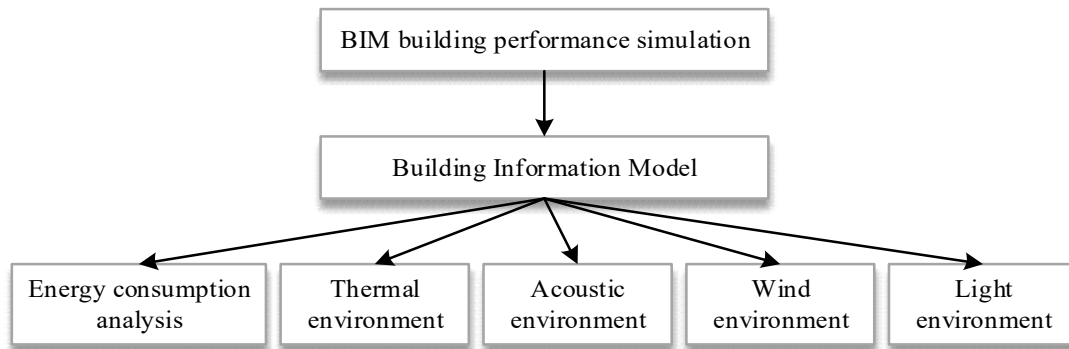 BIM building performance simulation
Building Information Model
Energy consumption
analysis
Thermal
environment
Acoustic
environment
Wind
environment
Light
environment